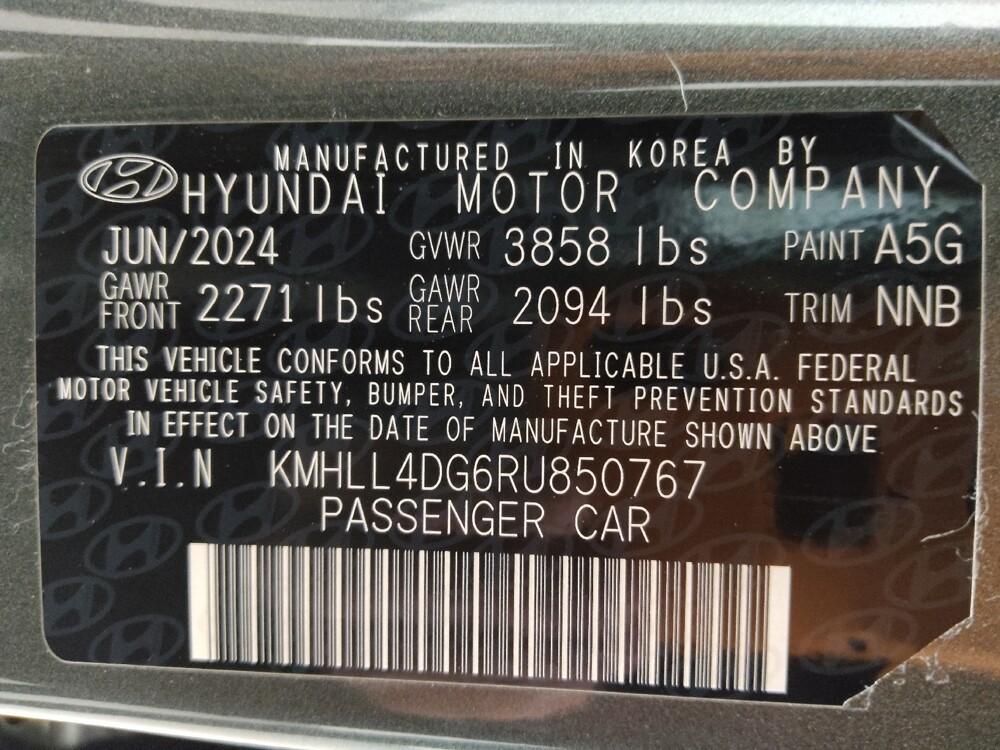 MANUFACTURED IN KOREA BY
HYUNDAI MOTOR COMPANY
JUN/2024 GVWR 3858 lbs PAINT A5G
GAWR FRONT 2271 lbs GAWR REAR 2094 lbs TRIM NNB
THIS VEHICLE CONFORMS TO ALL APPLICABLE U.S.A. FEDERAL
MOTOR VEHICLE SAFETY, BUMPER, AND THEFT PREVENTION STANDARDS
IN EFFECT ON THE DATE OF MANUFACTURE SHOWN ABOVE
V.I.N KMHLL4DG6RU850767
PASSENGER CAR